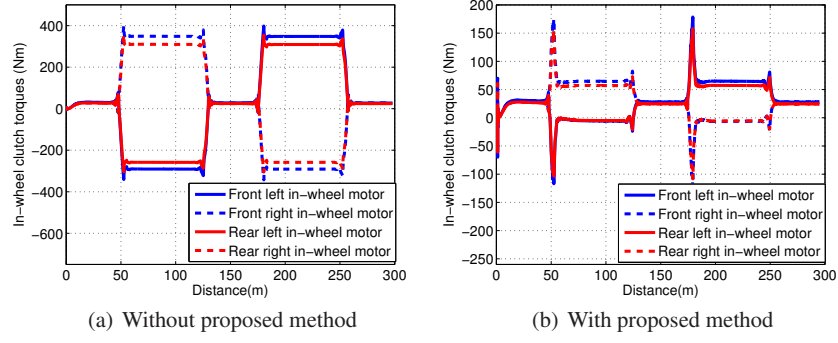 In-wheel clutch torques (Nm)
400
200
0
-200
-400
-600
0 50 100 150 200 250 300
Distance(m)
Front left in-wheel motor
Front right in-wheel motor
Rear left in-wheel motor
Rear right in-wheel motor
(a) Without proposed method
In-wheel clutch torques (Nm)
200
150
100
50
0
-50
-100
-150
-200
-250
0 50 100 150 200 250 300
Distance(m)
Front left in-wheel motor
Front right in-wheel motor
Rear left in-wheel motor
Rear right in-wheel motor
(b) With proposed method